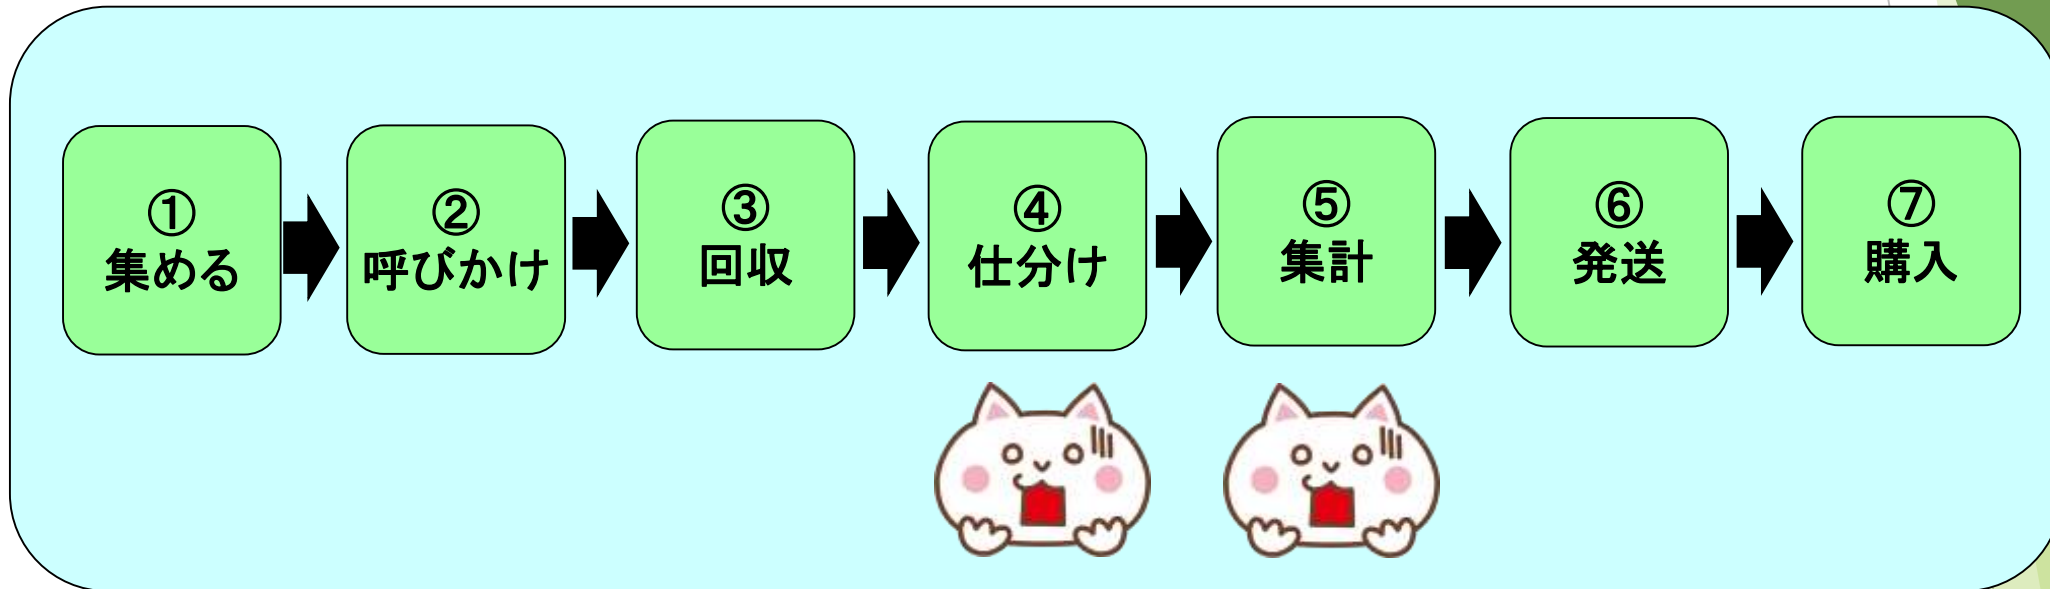 ①
集める
②
呼びかけ
③
回収
④
仕分け
⑤
集計
⑥
発送
⑦
購入